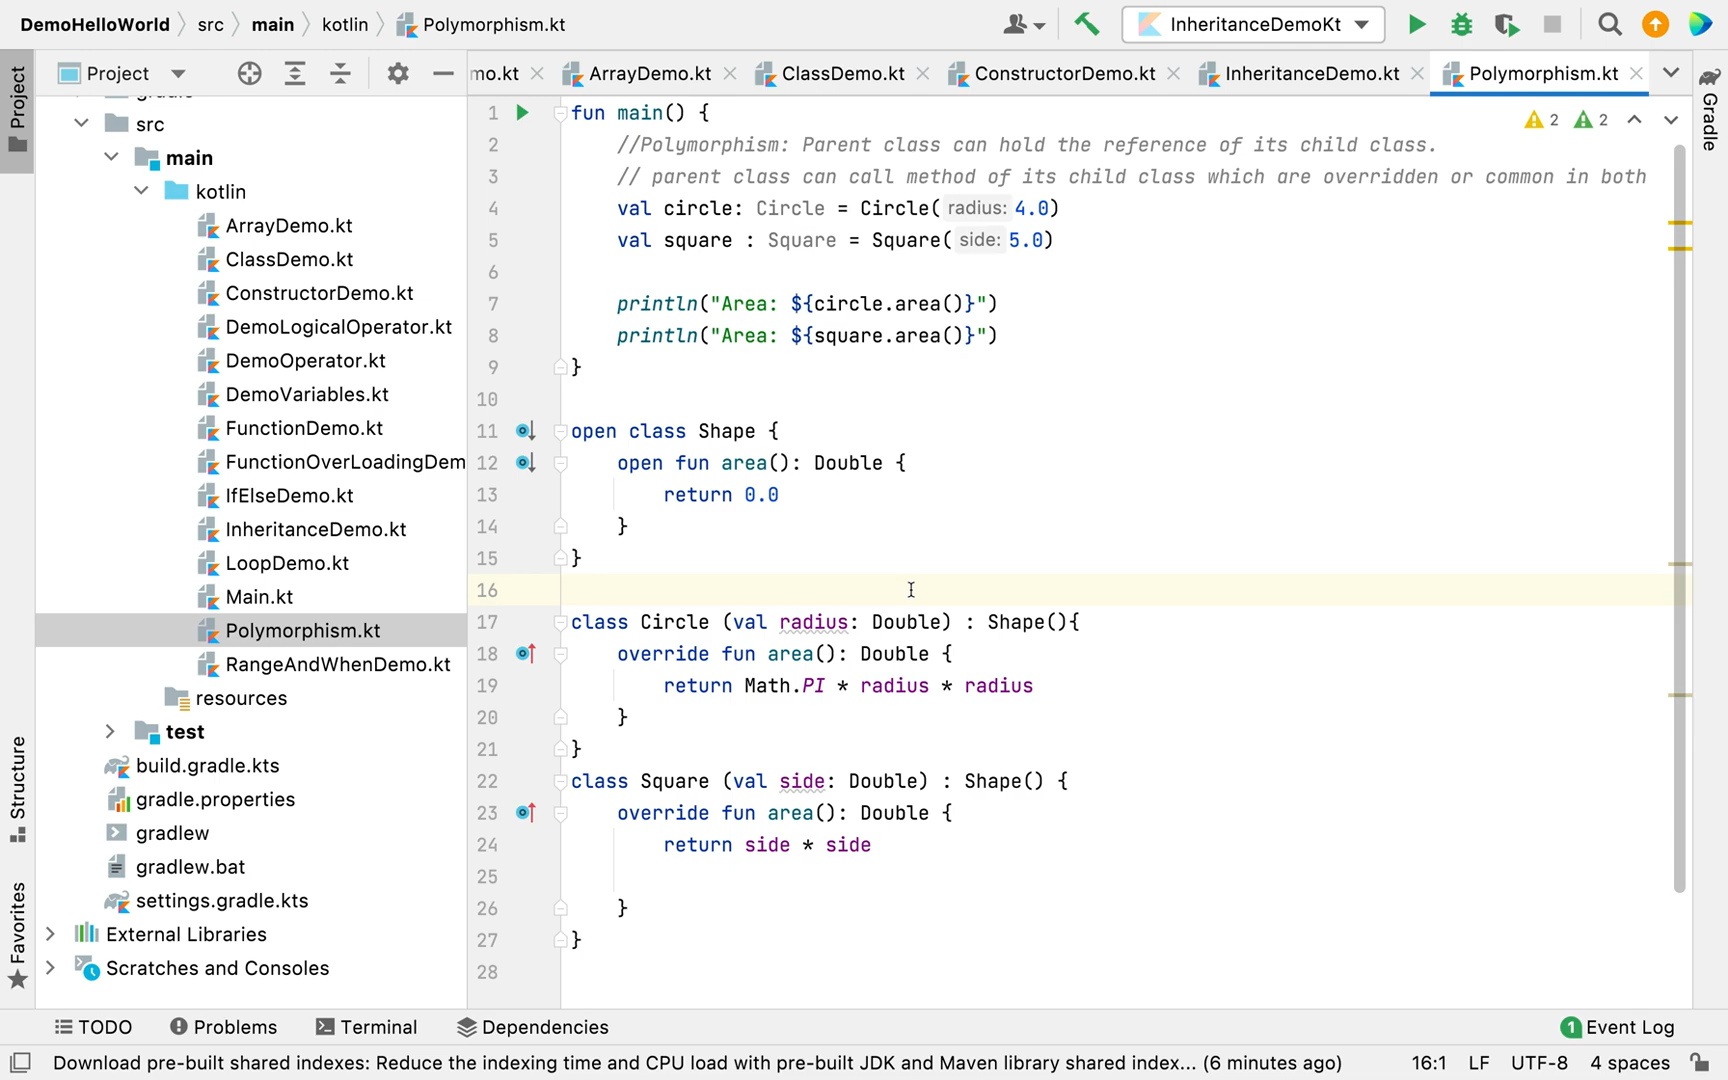 DemoHelloWorld src main kotlin Polymorphism.kt
InheritanceDemoKt
Project
Project
mo.kt
ArrayDemo.kt
ClassDemo.kt
ConstructorDemo.kt
InheritanceDemo.kt
Polymorphism.kt
Gradle
2 2
src
main
kotlin
ArrayDemo.kt
ClassDemo.kt
ConstructorDemo.kt
DemoLogicalOperator.kt
DemoOperator.kt
DemoVariables.kt
FunctionDemo.kt
FunctionOverLoadingDem
IfElseDemo.kt
InheritanceDemo.kt
LoopDemo.kt
Main.kt
Polymorphism.kt
RangeAndWhenDemo.kt
resources
test
build.gradle.kts
gradle.properties
gradlew
gradlew.bat
settings.gradle.kts
External Libraries
Scratches and Consoles
Structure
Favorites
1 fun main() {
2 //Polymorphism: Parent class can hold the reference of its child class.
3 // parent class can call method of its child class which are overridden or common in both
4 val circle: Circle = Circle( radius: 4.0)
5 val square : Square = Square( side: 5.0)
6
7 println("Area: ${circle.area()}")
8 println("Area: ${square.area()}")
9 }
10
11 open class Shape {
12 open fun area(): Double {
13 return 0.0
14 }
15 }
16
17 class Circle (val radius: Double) : Shape(){
18 override fun area(): Double {
19 return Math.PI * radius * radius
20 }
21 }
22 class Square (val side: Double) : Shape() {
23 override fun area(): Double {
24 return side * side
25
26 }
27 }
28
TODO Problems Terminal Dependencies 1 Event Log
Download pre-built shared indexes: Reduce the indexing time and CPU load with pre-built JDK and Maven library shared index... (6 minutes ago) 16:1 LF UTF-8 4 spaces